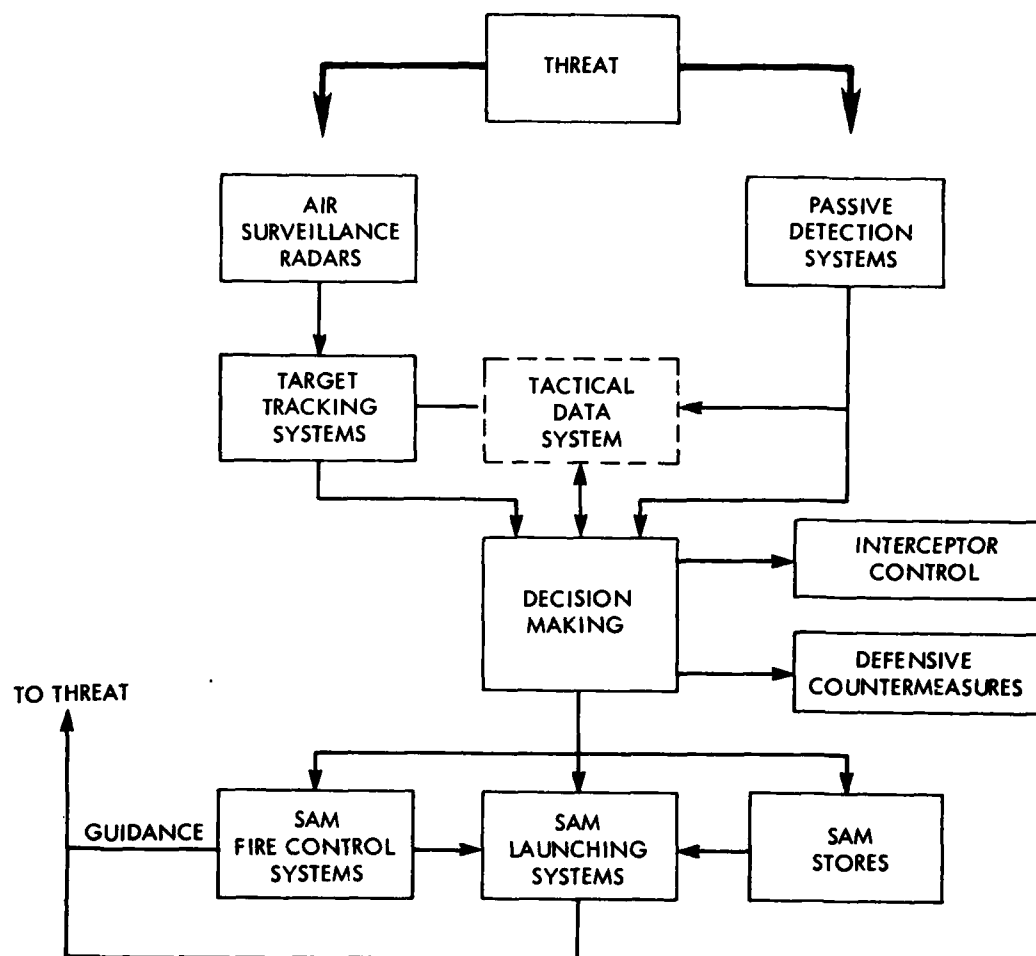 THREAT
AIR
SURVEILLANCE
RADARS
PASSIVE
DETECTION
SYSTEMS
TARGET
TRACKING
SYSTEMS
TACTICAL
DATA
SYSTEM
DECISION
MAKING
INTERCEPTOR
CONTROL
DEFENSIVE
COUNTERMEASURES
TO THREAT
GUIDANCE
SAM
FIRE CONTROL
SYSTEMS
SAM
LAUNCHING
SYSTEMS
SAM
STORES